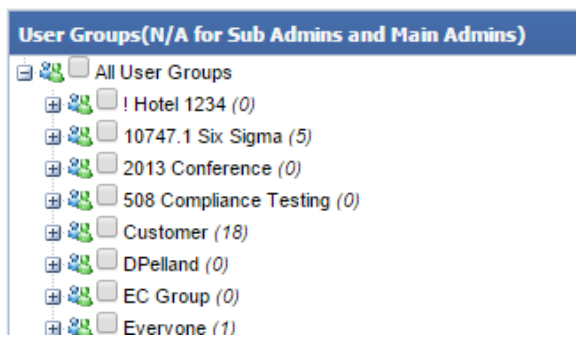 User Groups(N/A for Sub Admins and Main Admins)
All User Groups
! Hotel 1234 (0)
10747.1 Six Sigma (5)
2013 Conference (0)
508 Compliance Testing (0)
Customer (18)
DPelland (0)
EC Group (0)
Everyone (1)